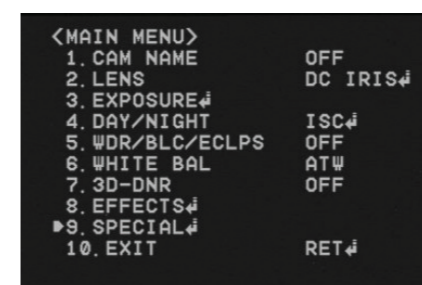 <MAIN MENU>
1. CAM NAME OFF
2. LENS DC IRIS↲
3. EXPOSURE↲
4. DAY/NIGHT ISC↲
5. WDR/BLC/ECLPS OFF
6. WHITE BAL ATW
7. 3D-DNR OFF
8. EFFECTS↲
▶9. SPECIAL↲
10. EXIT RET↲